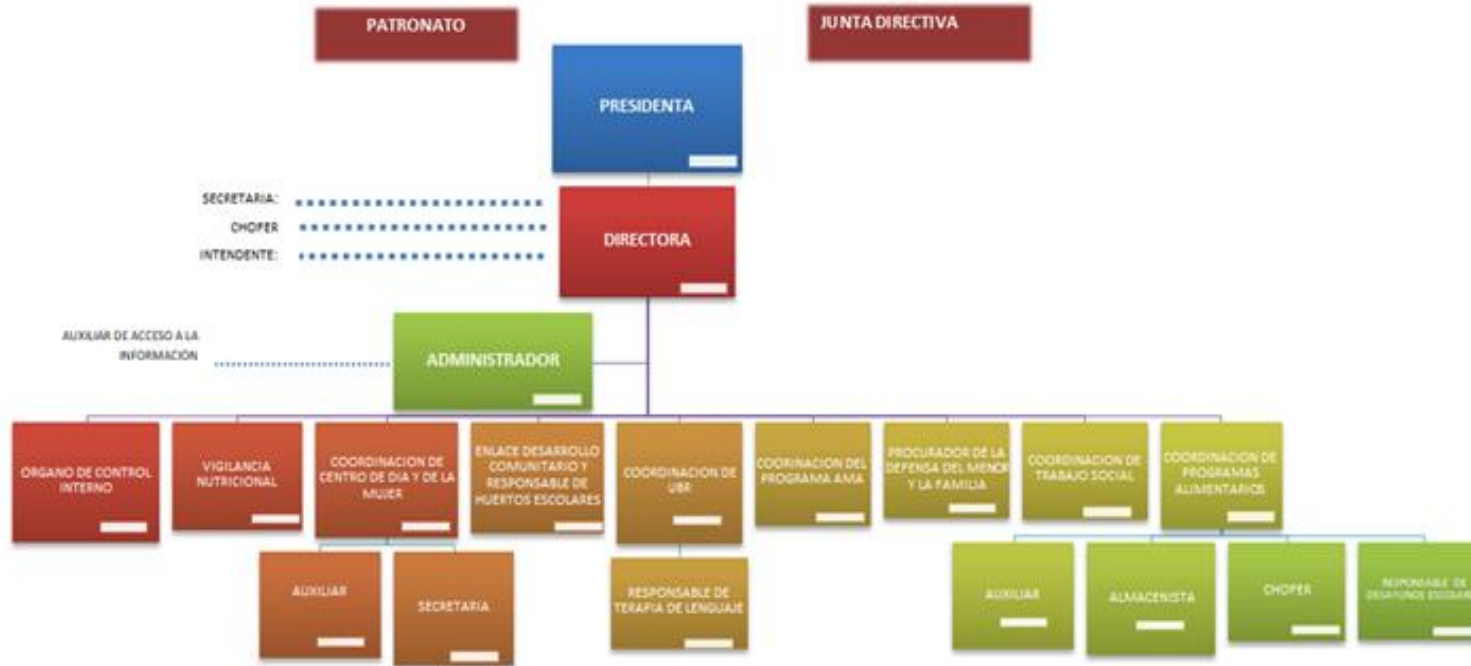 PATRONATO
JUNTA DIRECTIVA
PRESIDENTA
SECRETARIA:
CHOFER
INTENDENTE:
DIRECTORA
AUXILIAR DE ACCESO A LA
INFORMACION
ADMINISTRADOR
ORGANO DE CONTROL
INTERNO
VIGILANCIA
NUTRICIONAL
COORDINACION DE
CENTRO DE DIA Y DE LA
MUJER
ENLACE DESARROLLO
COMUNITARIO Y
RESPONSABLE DE
HUERTOS ESCOLARES
COORDINACION DE
UBR
COORINACION DEL
PROGRAMA AMA
PROCURADOR DE LA
DEFENSA DEL MENOR
Y LA FAMILIA
COORDINACION DE
TRABAJO SOCIAL
COORDINACION DE
PROGRAMAS
ALIMENTARIOS
AUXILIAR
SECRETARIA
RESPONSABLE DE
TERAPIA DE LENGUAJE
AUXILIAR
ALMACENISTA
CHOFER
RESPONSABLE DE
DESAYUNOS